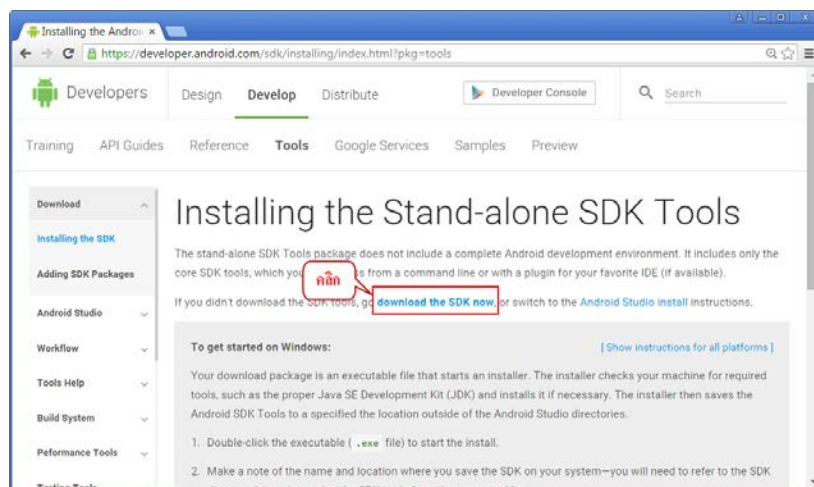 Installing the Androi
https://developer.android.com/sdk/installing/index.html?pkg=tools
Developers Design Develop Distribute Developer Console Search
Training API Guides Reference Tools Google Services Samples Preview
Download
Installing the SDK
Adding SDK Packages
Android Studio
Workflow
Tools Help
Build System
Peformance Tools
Installing the Stand-alone SDK Tools
The stand-alone SDK Tools package does not include a complete Android development environment. It includes only the
core SDK tools, which you s from a command line or with a plugin for your favorite IDE (if available).
คลิก
If you didn't download the SDK tools, go download the SDK now, or switch to the Android Studio install instructions.
To get started on Windows: [ Show instructions for all platforms ]
Your download package is an executable file that starts an installer. The installer checks your machine for required
tools, such as the proper Java SE Development Kit (JDK) and installs it if necessary. The installer then saves the
Android SDK Tools to a specified the location outside of the Android Studio directories.
1. Double-click the executable ( .exe file) to start the install.
2. Make a note of the name and location where you save the SDK on your system—you will need to refer to the SDK